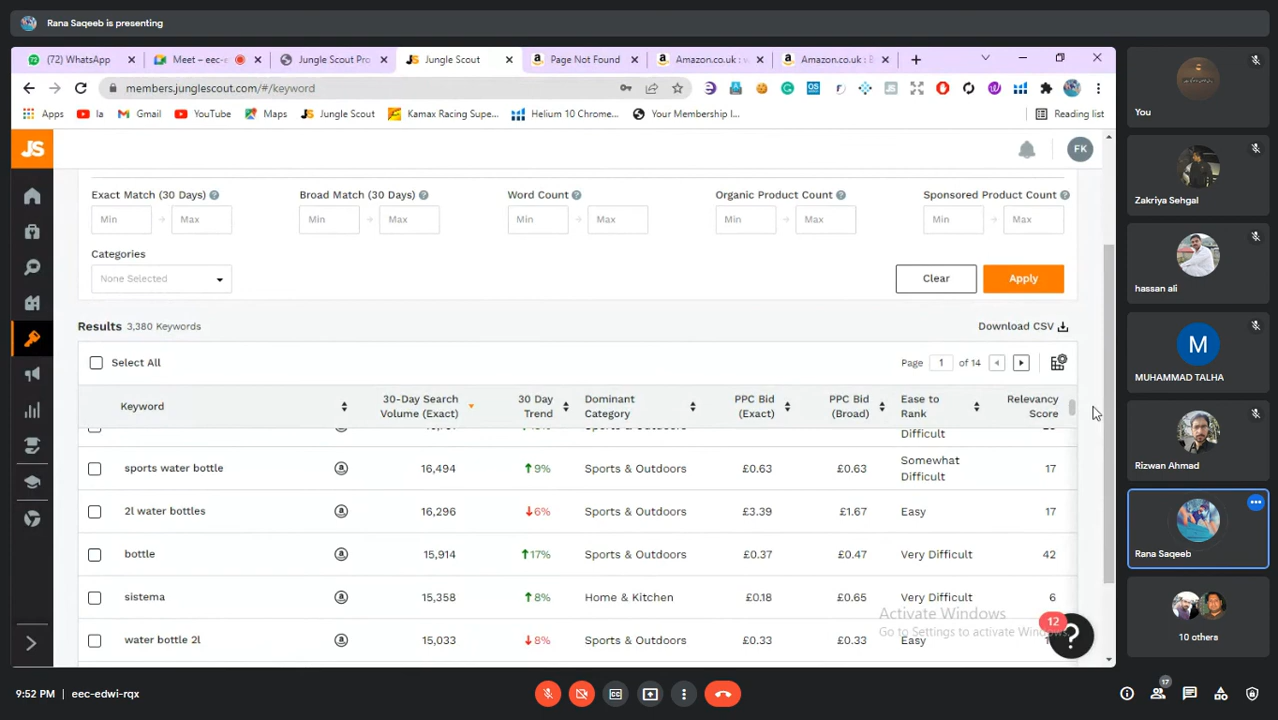 Rana Saqeeb is presenting
(72) WhatsApp
Meet – eec-e
Jungle Scout Pro
Jungle Scout
Page Not Found
Amazon.co.uk : w
Amazon.co.uk : B
members.junglescout.com/#/keyword
Apps
la
Gmail
YouTube
Maps
Jungle Scout
Kamax Racing Supe...
Helium 10 Chrome...
Your Membership I...
Reading list
JS
FK
Exact Match (30 Days)
Broad Match (30 Days)
Word Count
Organic Product Count
Sponsored Product Count
Min Max Min Max Min Max Min Max Min Max
Categories
None Selected
Clear
Apply
Results 3,380 Keywords
Download CSV
Select All
Page 1 of 14
Keyword
30-Day Search Volume (Exact)
30 Day Trend
Dominant Category
PPC Bid (Exact)
PPC Bid (Broad)
Ease to Rank
Relevancy Score
Difficult
sports water bottle 16,494 9% Sports & Outdoors £0.63 £0.63 Somewhat Difficult 17
2l water bottles 16,296 6% Sports & Outdoors £3.39 £1.67 Easy 17
bottle 15,914 17% Sports & Outdoors £0.37 £0.47 Very Difficult 42
sistema 15,358 8% Home & Kitchen £0.18 £0.65 Very Difficult 6
water bottle 2l 15,033 8% Sports & Outdoors £0.33 £0.33 Easy
Activate Windows
Go to Settings to activate Windows.
12
You
Zakriya Sehgal
hassan ali
M
MUHAMMAD TALHA
Rizwan Ahmad
Rana Saqeeb
10 others
9:52 PM
eec-edwi-rqx
17